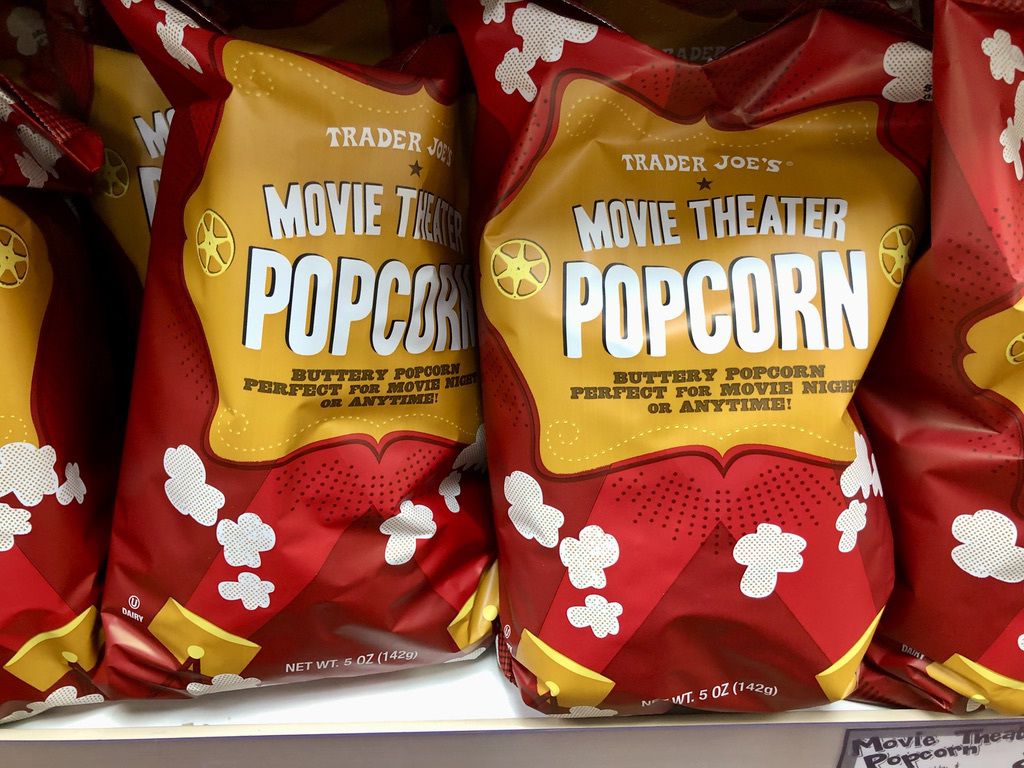 TRADER JOE'S
MOVIE THEATER
POPCORN
BUTTERY POPCORN
PERFECT FOR MOVIE NIGHT
OR ANYTIME!
U
DAIRY
NET WT. 5 OZ (142g)
TRADER JOE'S
MOVIE THEATER
POPCORN
BUTTERY POPCORN
PERFECT FOR MOVIE NIGHT
OR ANYTIME!
NET WT. 5 OZ (142g)
DAIRY
Movie Theat
Popcorn